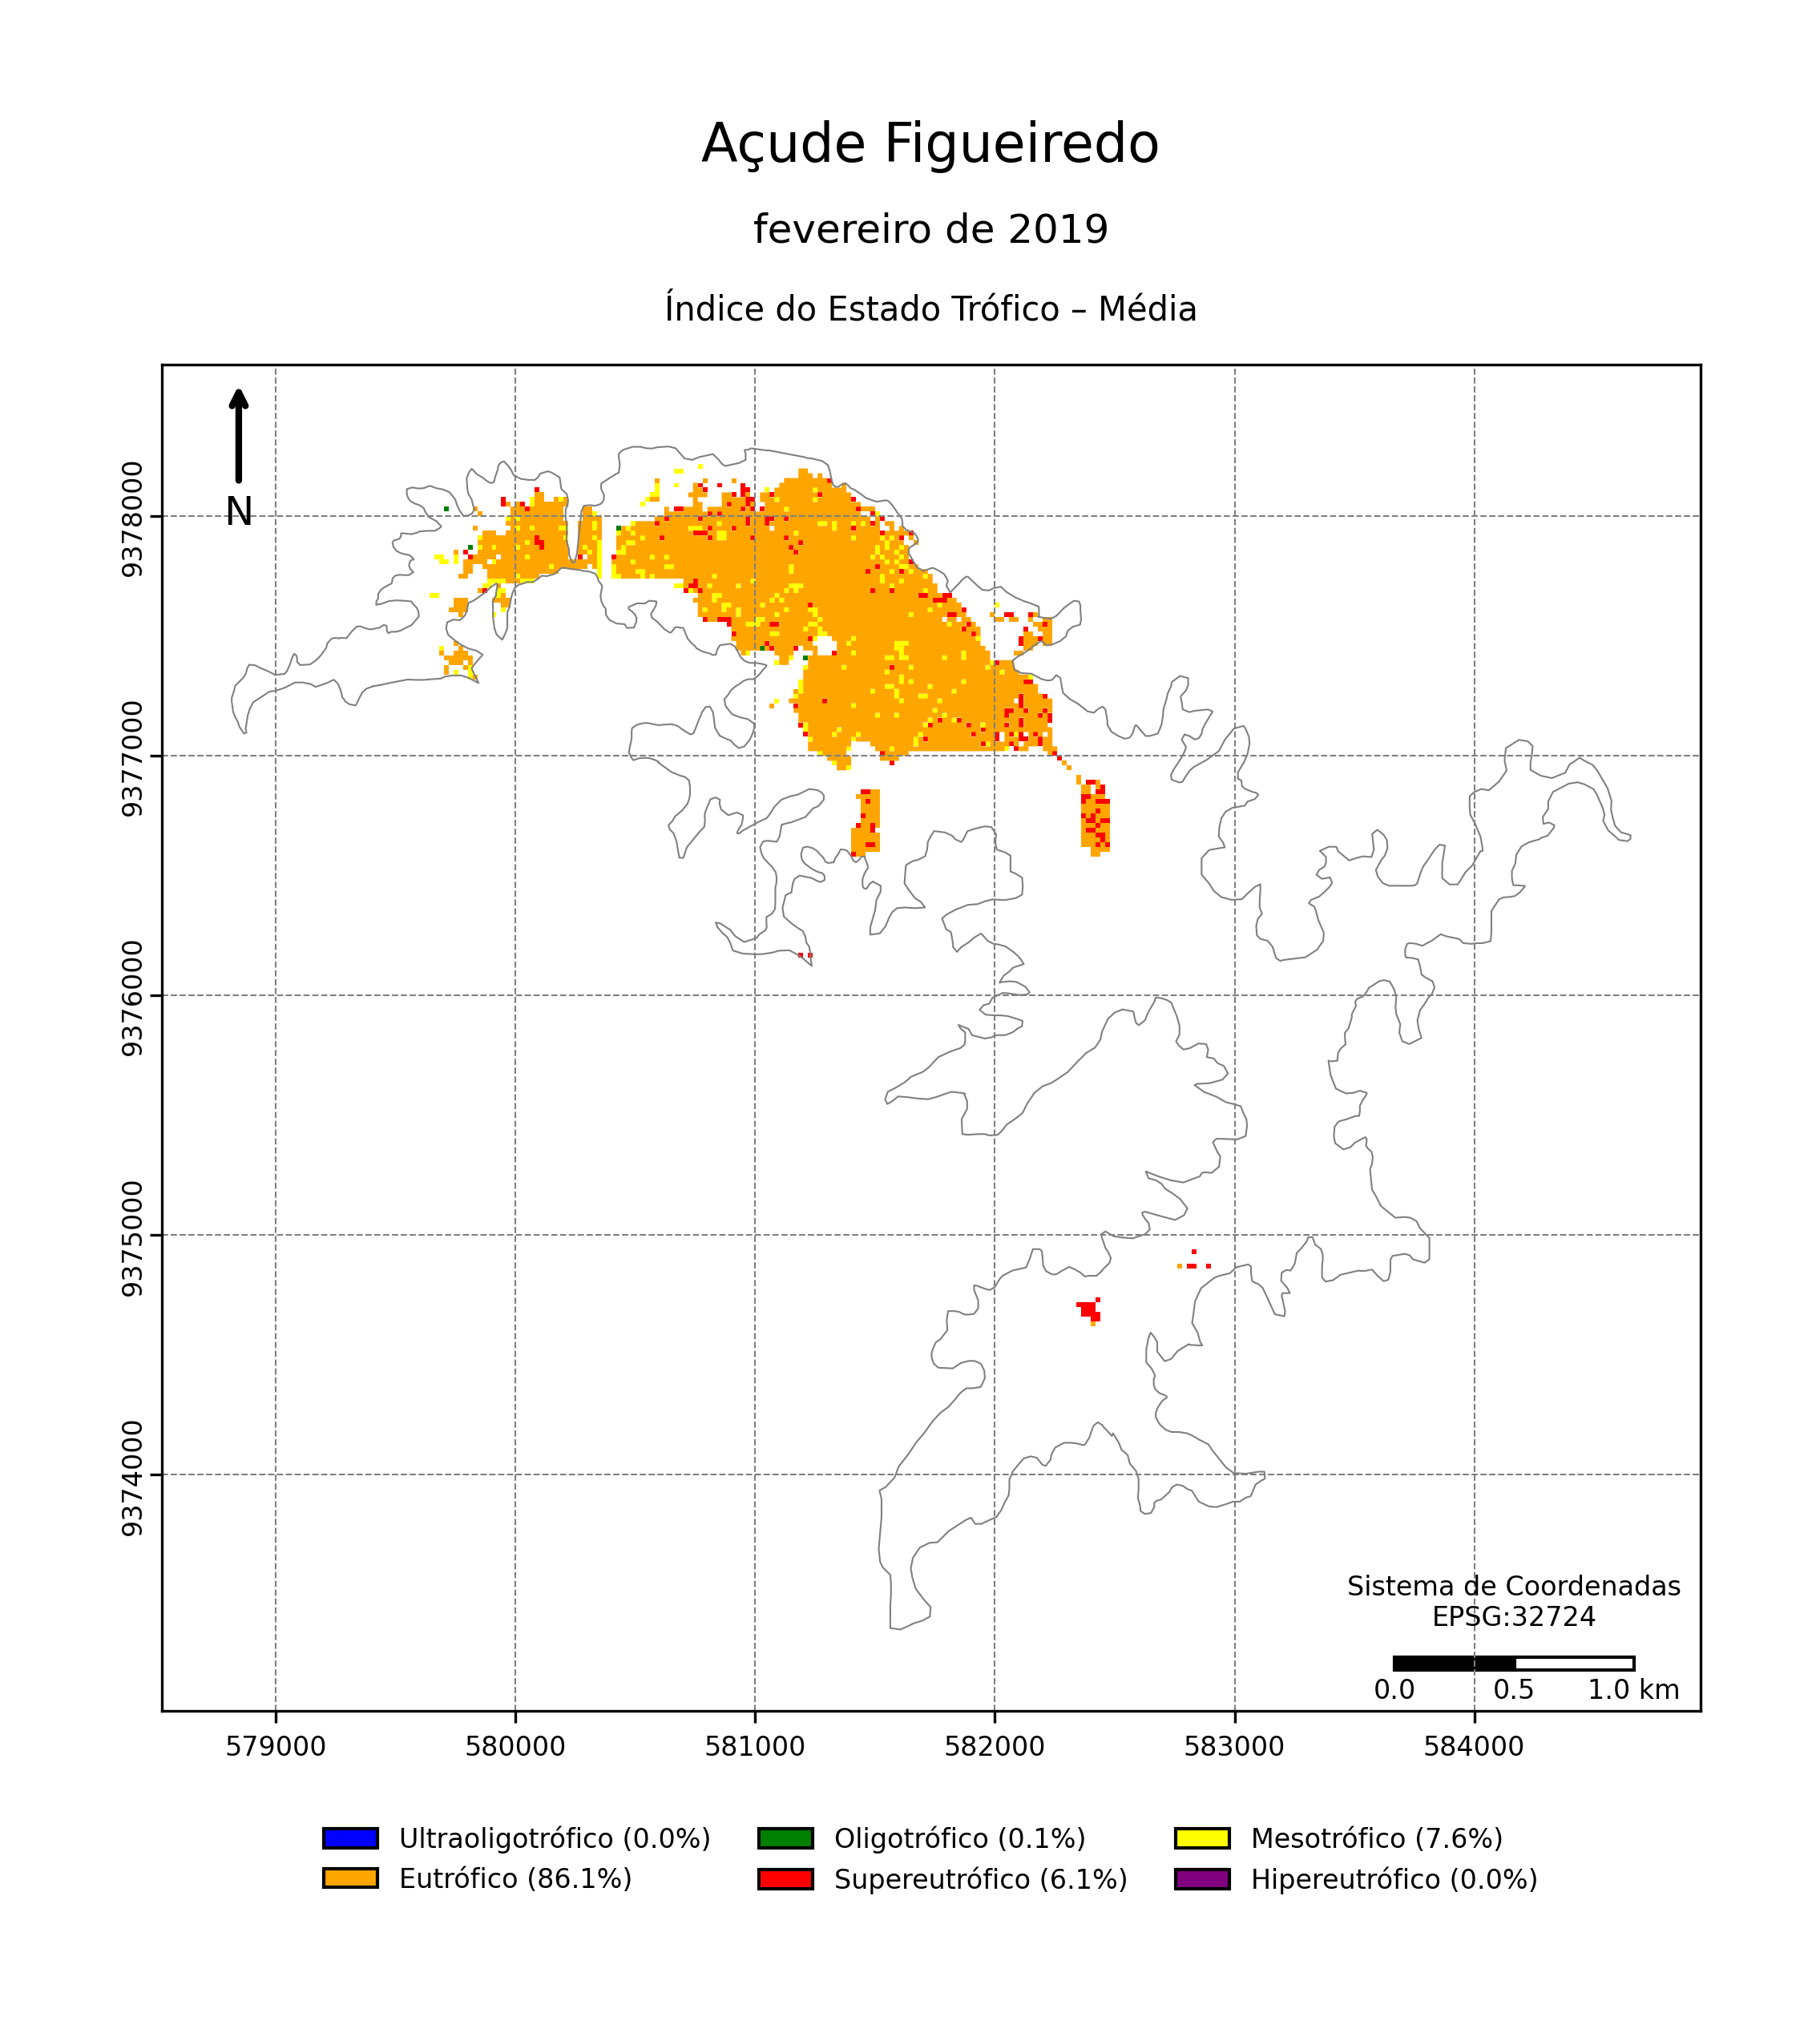 Açude Figueiredo
fevereiro de 2019
Índice do Estado Trófico – Média
N
9378000
9377000
9376000
9375000
9374000
Sistema de Coordenadas
EPSG:32724
0.0 0.5 1.0 km
579000 580000 581000 582000 583000 584000
Ultraoligotrófico (0.0%) Oligotrófico (0.1%) Mesotrófico (7.6%)
Eutrófico (86.1%) Supereutrófico (6.1%) Hipereutrófico (0.0%)